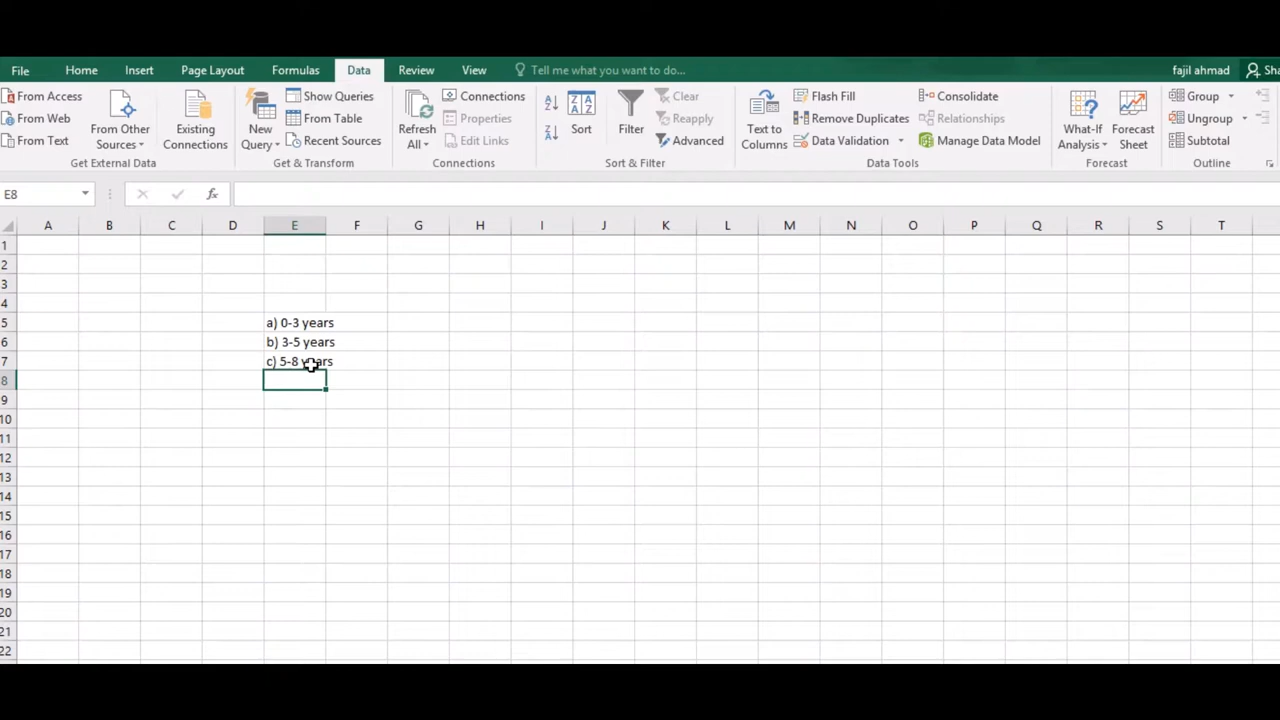 File Home Insert Page Layout Formulas Data Review View Tell me what you want to do... fajil ahmad Sha
From Access
From Web
From Text
From Other Sources
Existing Connections
Get External Data
New Query
Show Queries
From Table
Recent Sources
Get & Transform
Refresh All
Connections
Properties
Edit Links
Connections
Sort
Filter
Clear
Reapply
Advanced
Sort & Filter
Text to Columns
Flash Fill
Remove Duplicates
Data Validation
Consolidate
Relationships
Manage Data Model
Data Tools
What-If Analysis
Forecast Sheet
Forecast
Group
Ungroup
Subtotal
Outline
E8 fx
A B C D E F G H I J K L M N O P Q R S T
1
2
3
4
5 a) 0-3 years
6 b) 3-5 years
7 c) 5-8 years
8
9
10
11
12
13
14
15
16
17
18
19
20
21
22